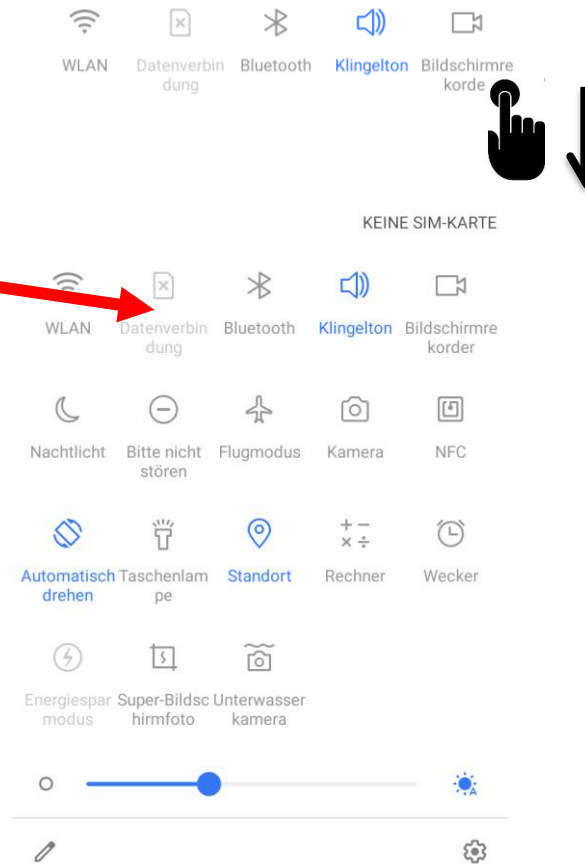 WLAN Datenverbin Bluetooth Klingelton Bildschirmre
dung korde
KEINE SIM-KARTE
WLAN Datenverbin Bluetooth Klingelton Bildschirmre
dung korder
Nachtlicht Bitte nicht Flugmodus Kamera NFC
stören
Automatisch Taschenlam Standort Rechner Wecker
drehen pe
Energiespar Super-Bildsc Unterwasser
modus hirmfoto kamera